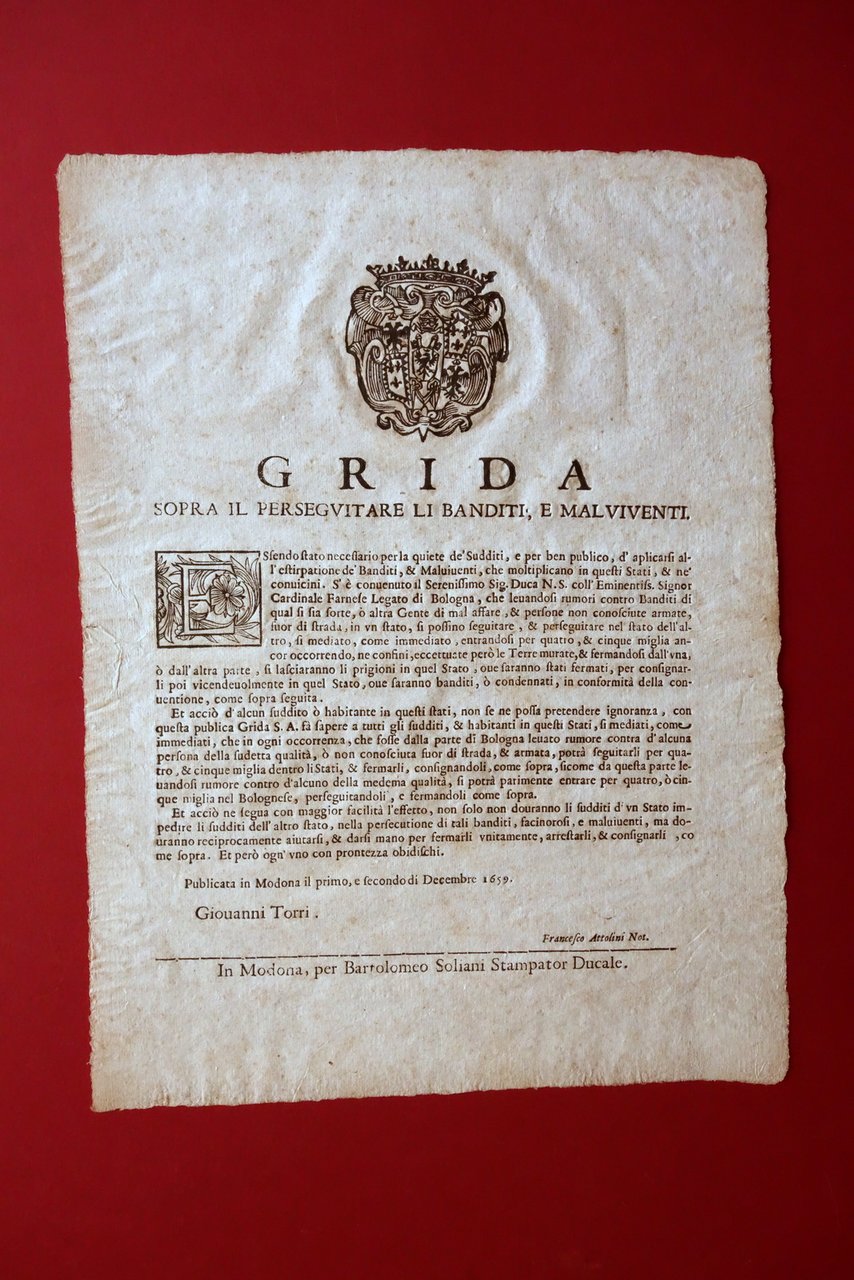 GRIDA
SOPRA IL PERSEGVITARE LI BANDITI, E MALVIVENTI.
ESsendo stato necessario per la quiete de' Sudditi, e per ben publico, d' aplicarsi al-
l' estirpatione de' Banditi, & Maluiuenti, che moltiplicano in questi Stati, & ne'
conuicini. S' è conuenuto il Serenissimo Sig. Duca N. S. coll' Eminentiss. Signor
Cardinale Farnese Legato di Bologna, che leuandosi rumori contro Banditi di
qual si sia sorte, ò altra Gente di mal affare, & persone non conosciute armate,
fuor di strada, in vn stato, si possino seguitare, & perseguitare nel stato dell' al-
tro, si mediato, come immediato, entrandosi per quatro, & cinque miglia an-
cor occorrendo, ne confini, eccettuate però le Terre murate, & fermandosi dall' vna,
ò dall' altra parte, si lasciaranno li prigioni in quel Stato, oue saranno stati fermati, per consignar-
li poi vicendeuolmente in quel Stato, oue saranno banditi, ò condennati, in conformità della con-
uentione, come sopra seguita.
Et acciò d' alcun suddito ò habitante in questi stati, non se ne possa pretendere ignoranza, con
questa publica Grida S. A. fà sapere a tutti gli sudditi, & habitanti in questi Stati, si mediati, come
immediati, che in ogni occorrenza, che fosse dalla parte di Bologna leuato rumore contra d' alcuna
persona della sudetta qualità, ò non conosciuta fuor di strada, & armata, potrà seguitarli per qua-
tro, & cinque miglia dentro li Stati, & fermarli, consignandoli, come sopra, sicome da questa parte le-
uandosi rumore contro d' alcuno della medema qualità, si potrà parimente entrare per quatro, ò cin-
que miglia nel Bolognese, perseguitandoli, e fermandoli come sopra.
Et acciò ne segua con maggior facilità l' effetto, non solo non douranno li sudditi d' vn Stato im-
pedire li sudditi dell' altro stato, nella persecutione di tali banditi, facinorosi, e maluiuenti, ma do-
uranno reciprocamente aiutarsi, & darsi mano per fermarli vnitamente, arrestarli, & consignarli, co
me sopra. Et però ogn' vno con prontezza obidischi.
Publicata in Modona il primo, e secondo di Decembre 1659.
Giouanni Torri.
Francesco Attolini Not.
In Modona, per Bartolomeo Soliani Stampator Ducale.